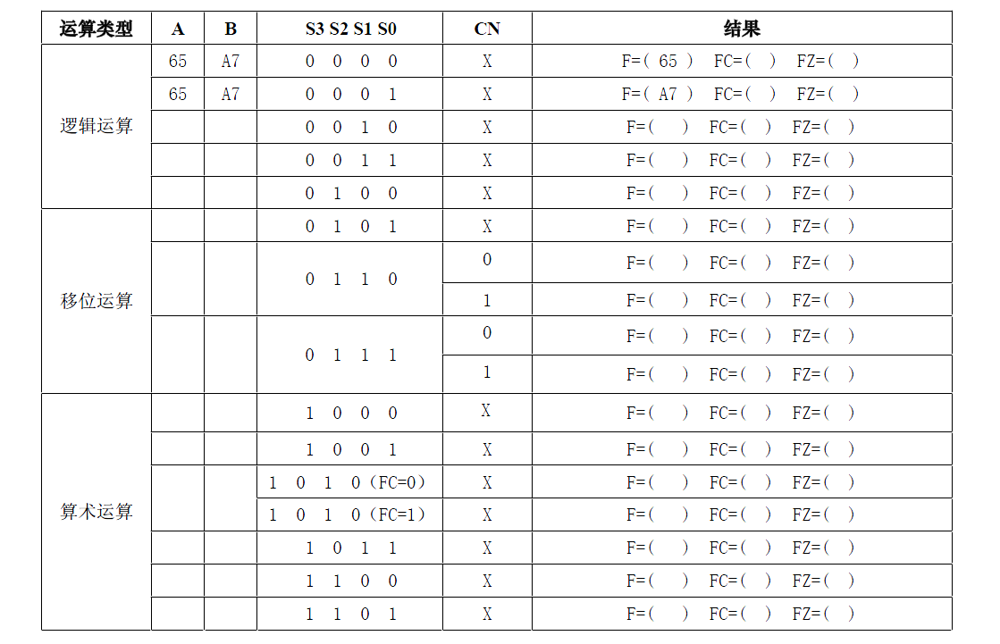 运算类型 A B S3 S2 S1 S0 CN 结果
逻辑运算
65 A7 0 0 0 0 X F=( 65 ) FC=( ) FZ=( )
65 A7 0 0 0 1 X F=( A7 ) FC=( ) FZ=( )
0 0 1 0 X F=( ) FC=( ) FZ=( )
0 0 1 1 X F=( ) FC=( ) FZ=( )
0 1 0 0 X F=( ) FC=( ) FZ=( )
移位运算
0 1 0 1 X F=( ) FC=( ) FZ=( )
0 1 1 0
0 F=( ) FC=( ) FZ=( )
1 F=( ) FC=( ) FZ=( )
0 1 1 1
0 F=( ) FC=( ) FZ=( )
1 F=( ) FC=( ) FZ=( )
算术运算
1 0 0 0 X F=( ) FC=( ) FZ=( )
1 0 0 1 X F=( ) FC=( ) FZ=( )
1 0 1 0（FC=0） X F=( ) FC=( ) FZ=( )
1 0 1 0（FC=1） X F=( ) FC=( ) FZ=( )
1 0 1 1 X F=( ) FC=( ) FZ=( )
1 1 0 0 X F=( ) FC=( ) FZ=( )
1 1 0 1 X F=( ) FC=( ) FZ=( )